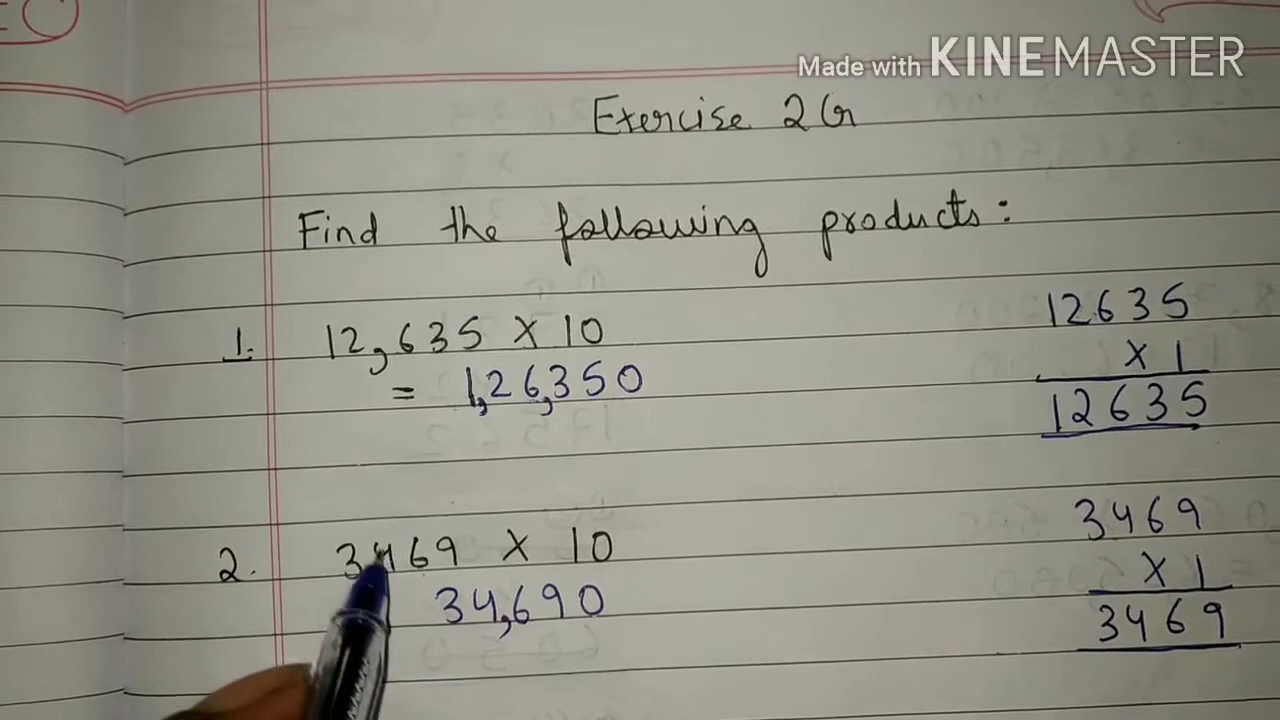 Made with KINEMASTER
Exercise 2G
Find the following products:
1. 12,635 X 10
= 1,26,350
12635
X 1
12635
2. 3469 X 10
34,690
3469
X 1
3469